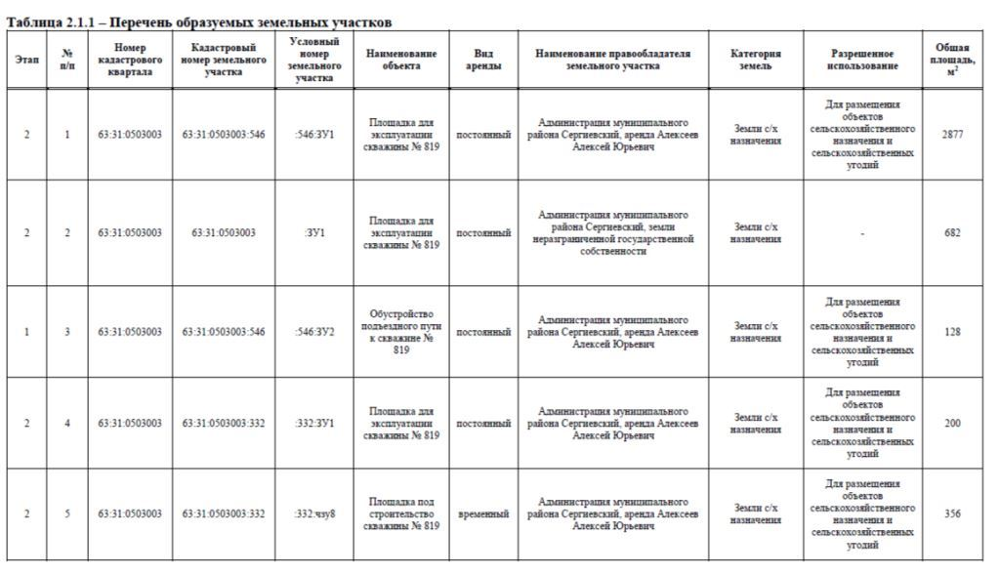 Таблица 2.1.1 – Перечень образуемых земельных участков
Этап
№
п/п
Номер
кадастрового
квартала
Кадастровый
номер земельного
участка
Условный
номер
земельного
участка
Наименование
объекта
Вид
аренды
Наименование правообладателя
земельного участка
Категория
земель
Разрешенное
использование
Общая
площадь,
м²
2
1
63:31:0503003
63:31:0503003:546
:546:ЗУ1
Площадка для
эксплуатации
скважины № 819
постоянный
Администрация муниципального
района Сергиевский, аренда Алексеев
Алексей Юрьевич
Земли с/х
назначения
Для размещения
объектов
сельскохозяйственного
назначения и
сельскохозяйственных
угодий
2877
2
2
63:31:0503003
63:31:0503003
:ЗУ1
Площадка для
эксплуатации
скважины № 819
постоянный
Администрация муниципального
района Сергиевский, земли
неразграниченной государственной
собственности
Земли с/х
назначения
-
682
1
3
63:31:0503003
63:31:0503003:546
:546:ЗУ2
Обустройство
подъездного пути
к скважине №
819
постоянный
Администрация муниципального
района Сергиевский, аренда Алексеев
Алексей Юрьевич
Земли с/х
назначения
Для размещения
объектов
сельскохозяйственного
назначения и
сельскохозяйственных
угодий
128
2
4
63:31:0503003
63:31:0503003:332
:332:ЗУ1
Площадка для
эксплуатации
скважины № 819
постоянный
Администрация муниципального
района Сергиевский, аренда Алексеев
Алексей Юрьевич
Земли с/х
назначения
Для размещения
объектов
сельскохозяйственного
назначения и
сельскохозяйственных
угодий
200
2
5
63:31:0503003
63:31:0503003:332
:332:чзу8
Площадка под
строительство
скважины № 819
временный
Администрация муниципального
района Сергиевский, аренда Алексеев
Алексей Юрьевич
Земли с/х
назначения
Для размещения
объектов
сельскохозяйственного
назначения и
сельскохозяйственных
угодий
356